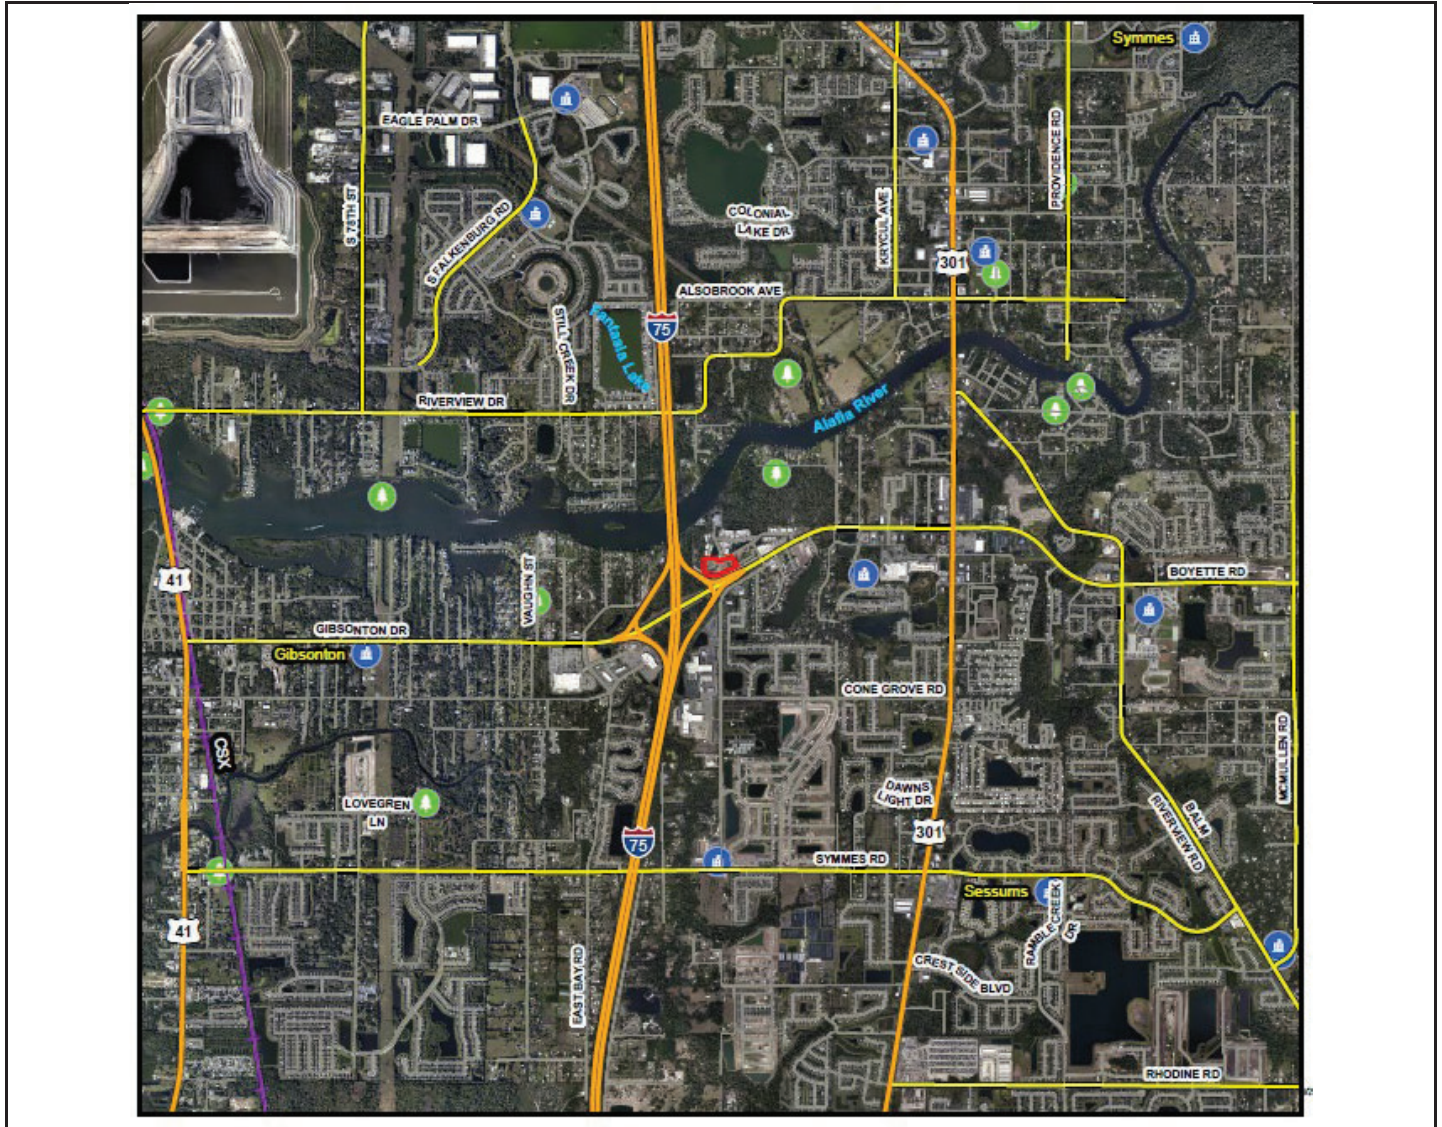 Symmes
EAGLE PALM DR
PROVIDENCE RD
S 78TH ST
S FALKENBURG RD
COLONIAL
LAKE DR
KRYCUL AVE
301
ALSOBROOK AVE
STILL CREEK DR
Fantasia Lake
75
RIVERVIEW DR
Alafia River
41
VAUGHN ST
BOYETTE RD
GIBSONTON DR
Gibsonton
CONE GROVE RD
CSX
MCMULLEN RD
LOVEGREN
LN
DAWNS
LIGHT DR
BALM
RIVERVIEW RD
301
75
SYMMES RD
Sessums
RAMBLE CREEK
DR
41
EAST BAY RD
CREST SIDE BLVD
RHODINE RD